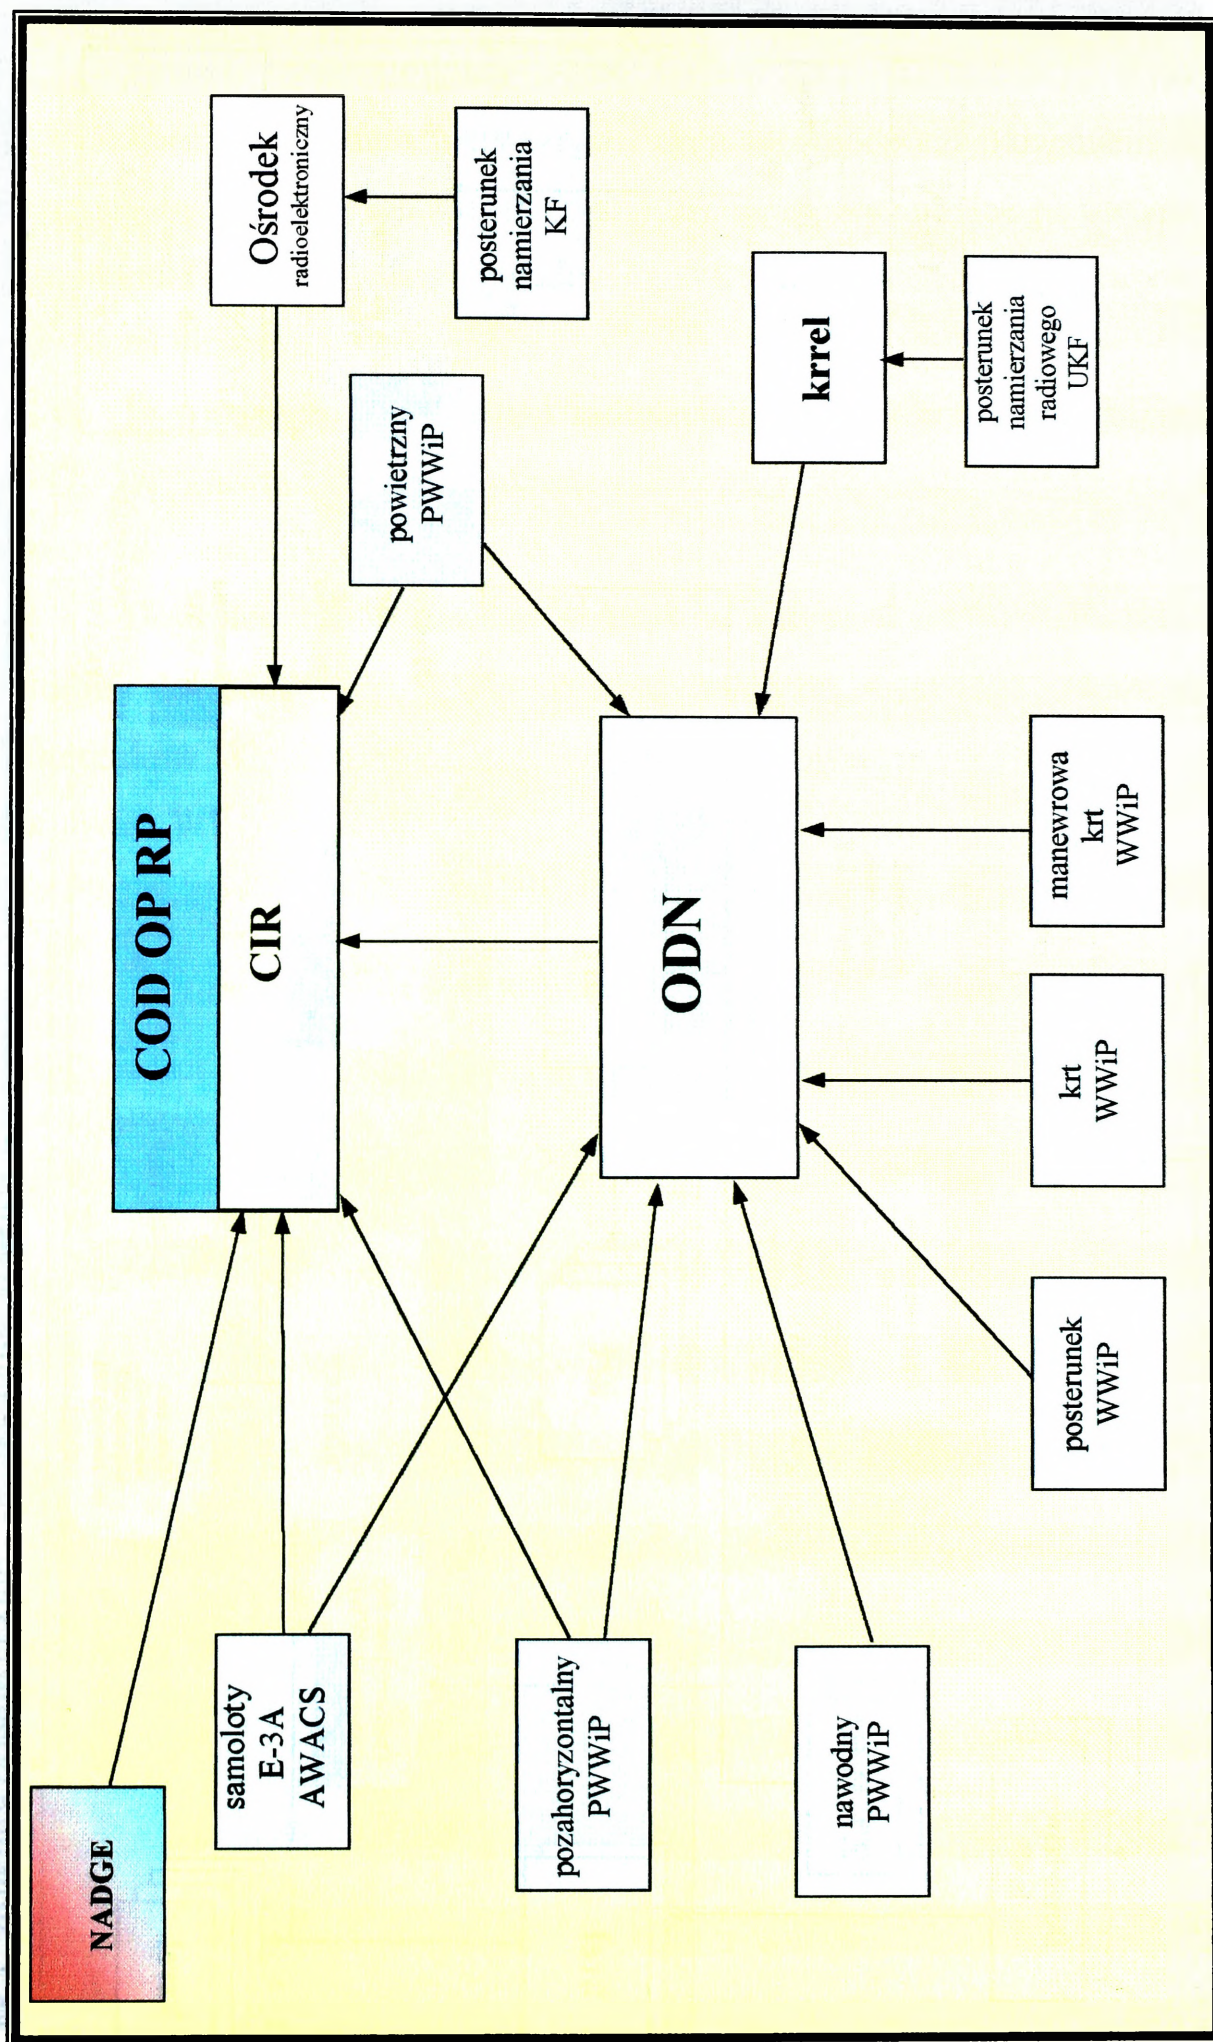 NADGE
COD OP RP
CIR
samoloty
E-3A
AWACS
Ośrodek
radioelektroniczny
powietrzny
PWWiP
posterunek
namierzania
KF
pozahoryzontalny
PWWiP
ODN
krrel
nawodny
PWWiP
posterunek
namierzania
radiowego
UKF
posterunek
WWiP
krt
WWiP
manewrowa
krt
WWiP